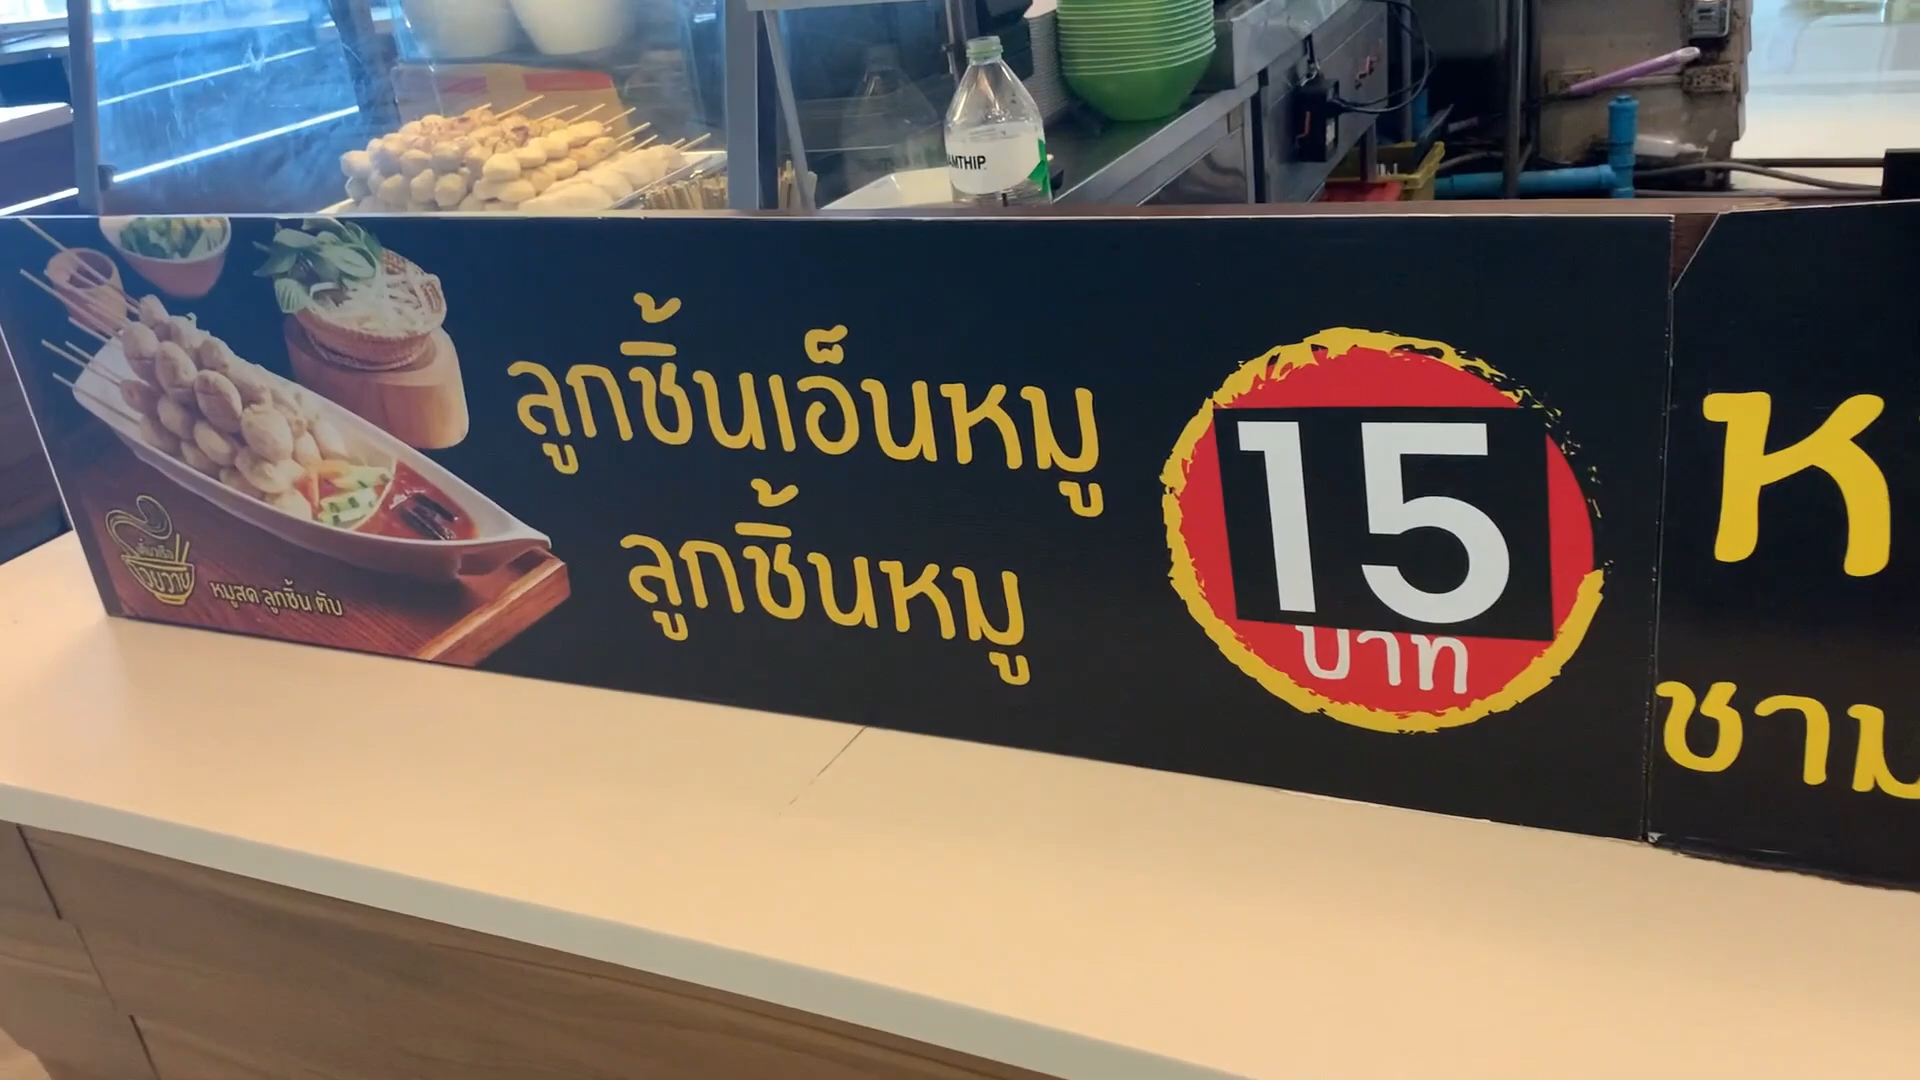 AMTHIP
ลูกชิ้นเอ็นหมู
ลูกชิ้นหมู
15
บาท
หมูสด ลูกชิ้น ตับ
ห
ชาม